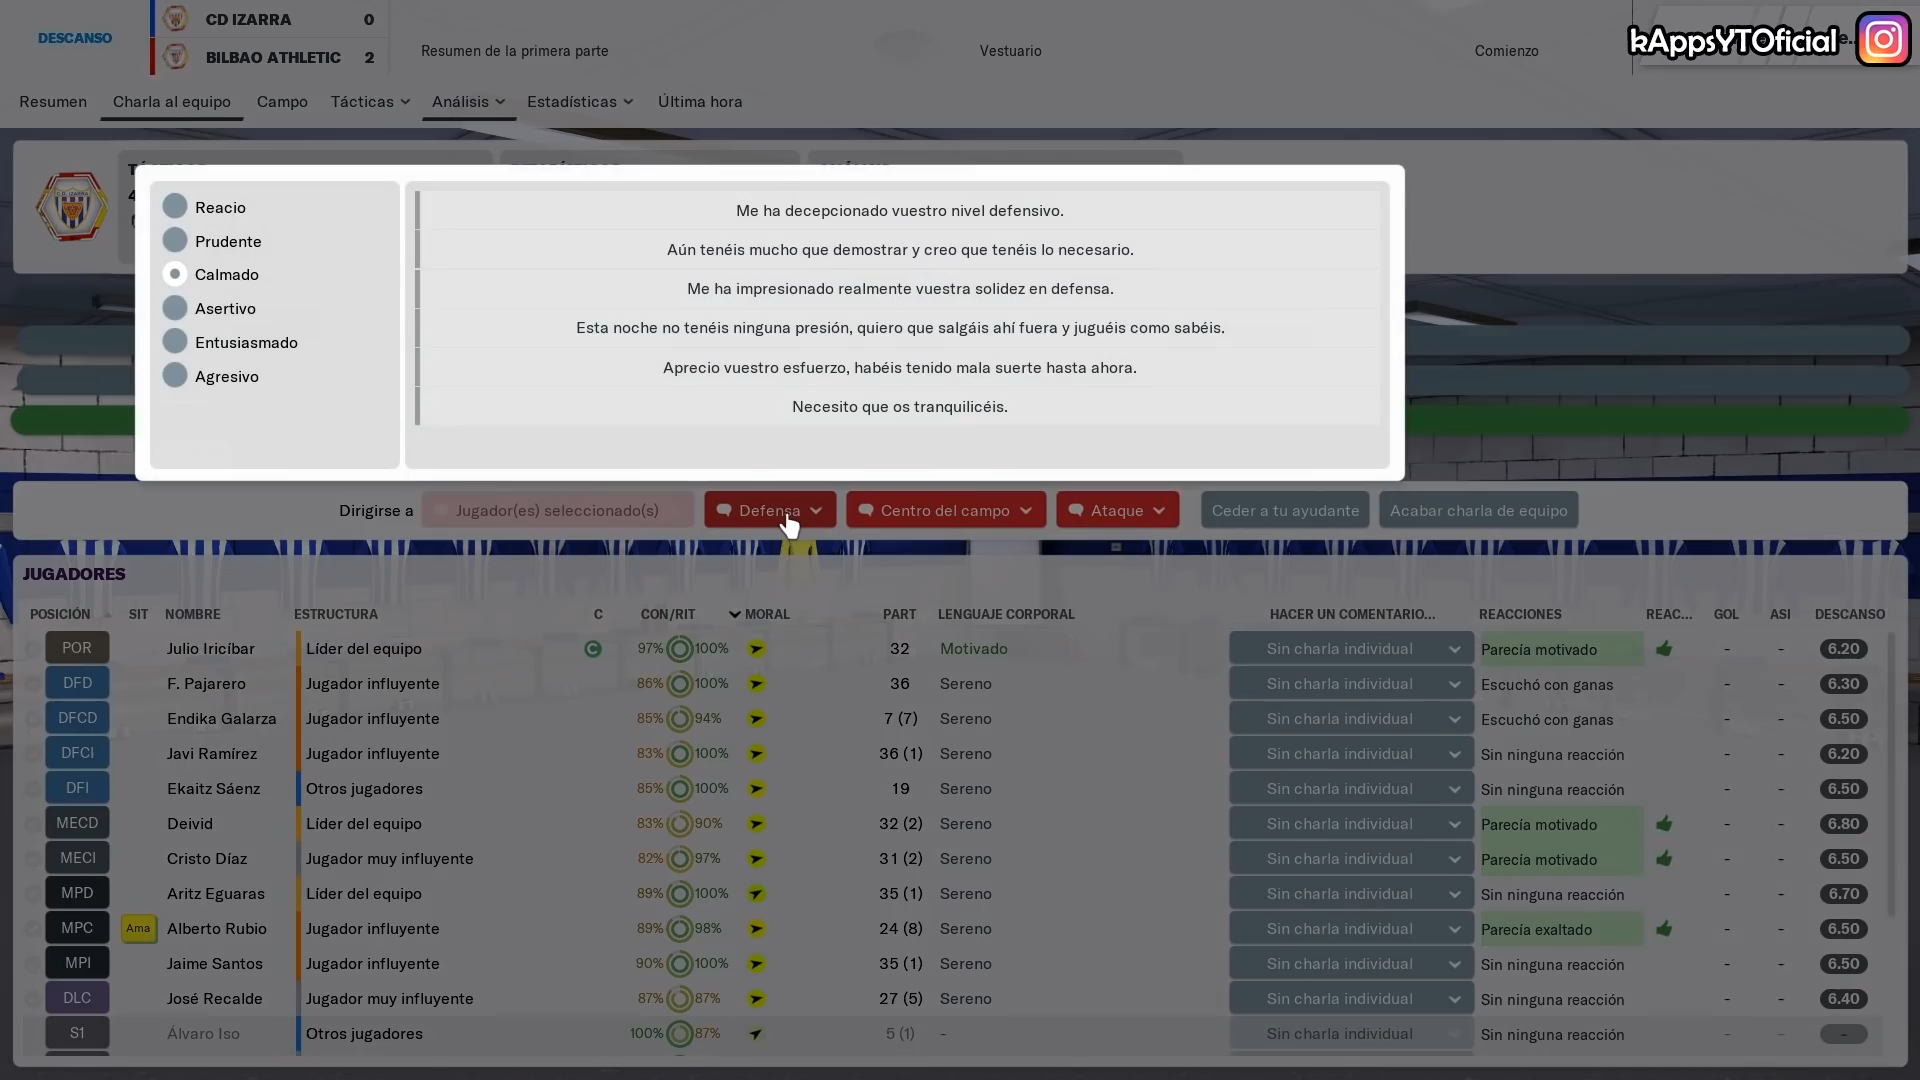 DESCANSO
CD IZARRA 0
BILBAO ATHLETIC 2
Resumen de la primera parte
Vestuario
Comienzo
kAppsYTOficial
Resumen Charla al equipo Campo Tácticas Análisis Estadísticas Última hora
Reacio
Prudente
Calmado
Asertivo
Entusiasmado
Agresivo
Me ha decepcionado vuestro nivel defensivo.
Aún tenéis mucho que demostrar y creo que tenéis lo necesario.
Me ha impresionado realmente vuestra solidez en defensa.
Esta noche no tenéis ninguna presión, quiero que salgáis ahí fuera y juguéis como sabéis.
Aprecio vuestro esfuerzo, habéis tenido mala suerte hasta ahora.
Necesito que os tranquilicéis.
Dirigirse a Jugador(es) seleccionado(s) Defensa Centro del campo Ataque Ceder a tu ayudante Acabar charla de equipo
JUGADORES
POSICIÓN SIT NOMBRE ESTRUCTURA C CON/RIT MORAL PART LENGUAJE CORPORAL HACER UN COMENTARIO... REACCIONES REAC... GOL ASI DESCANSO
POR Julio Iricíbar Líder del equipo C 97% 100% 32 Motivado Sin charla individual Parecía motivado - - 6.20
DFD F. Pajarero Jugador influyente 86% 100% 36 Sereno Sin charla individual Escuchó con ganas - - 6.30
DFCD Endika Galarza Jugador influyente 85% 94% 7 (7) Sereno Sin charla individual Escuchó con ganas - - 6.50
DFCI Javi Ramírez Jugador influyente 83% 100% 36 (1) Sereno Sin charla individual Sin ninguna reacción - - 6.20
DFI Ekaitz Sáenz Otros jugadores 85% 100% 19 Sereno Sin charla individual Sin ninguna reacción - - 6.50
MECD Deivid Líder del equipo 83% 90% 32 (2) Sereno Sin charla individual Parecía motivado - - 6.80
MECI Cristo Díaz Jugador muy influyente 82% 97% 31 (2) Sereno Sin charla individual Parecía motivado - - 6.50
MPD Aritz Eguaras Líder del equipo 89% 100% 35 (1) Sereno Sin charla individual Sin ninguna reacción - - 6.70
MPC Ama Alberto Rubio Jugador influyente 89% 98% 24 (8) Sereno Sin charla individual Parecía exaltado - - 6.50
MPI Jaime Santos Jugador influyente 90% 100% 35 (1) Sereno Sin charla individual Sin ninguna reacción - - 6.50
DLC José Recalde Jugador muy influyente 87% 87% 27 (5) Sereno Sin charla individual Sin ninguna reacción - - 6.40
S1 Álvaro Iso Otros jugadores 100% 87% 5 (1) - Sin charla individual Sin ninguna reacción - - -